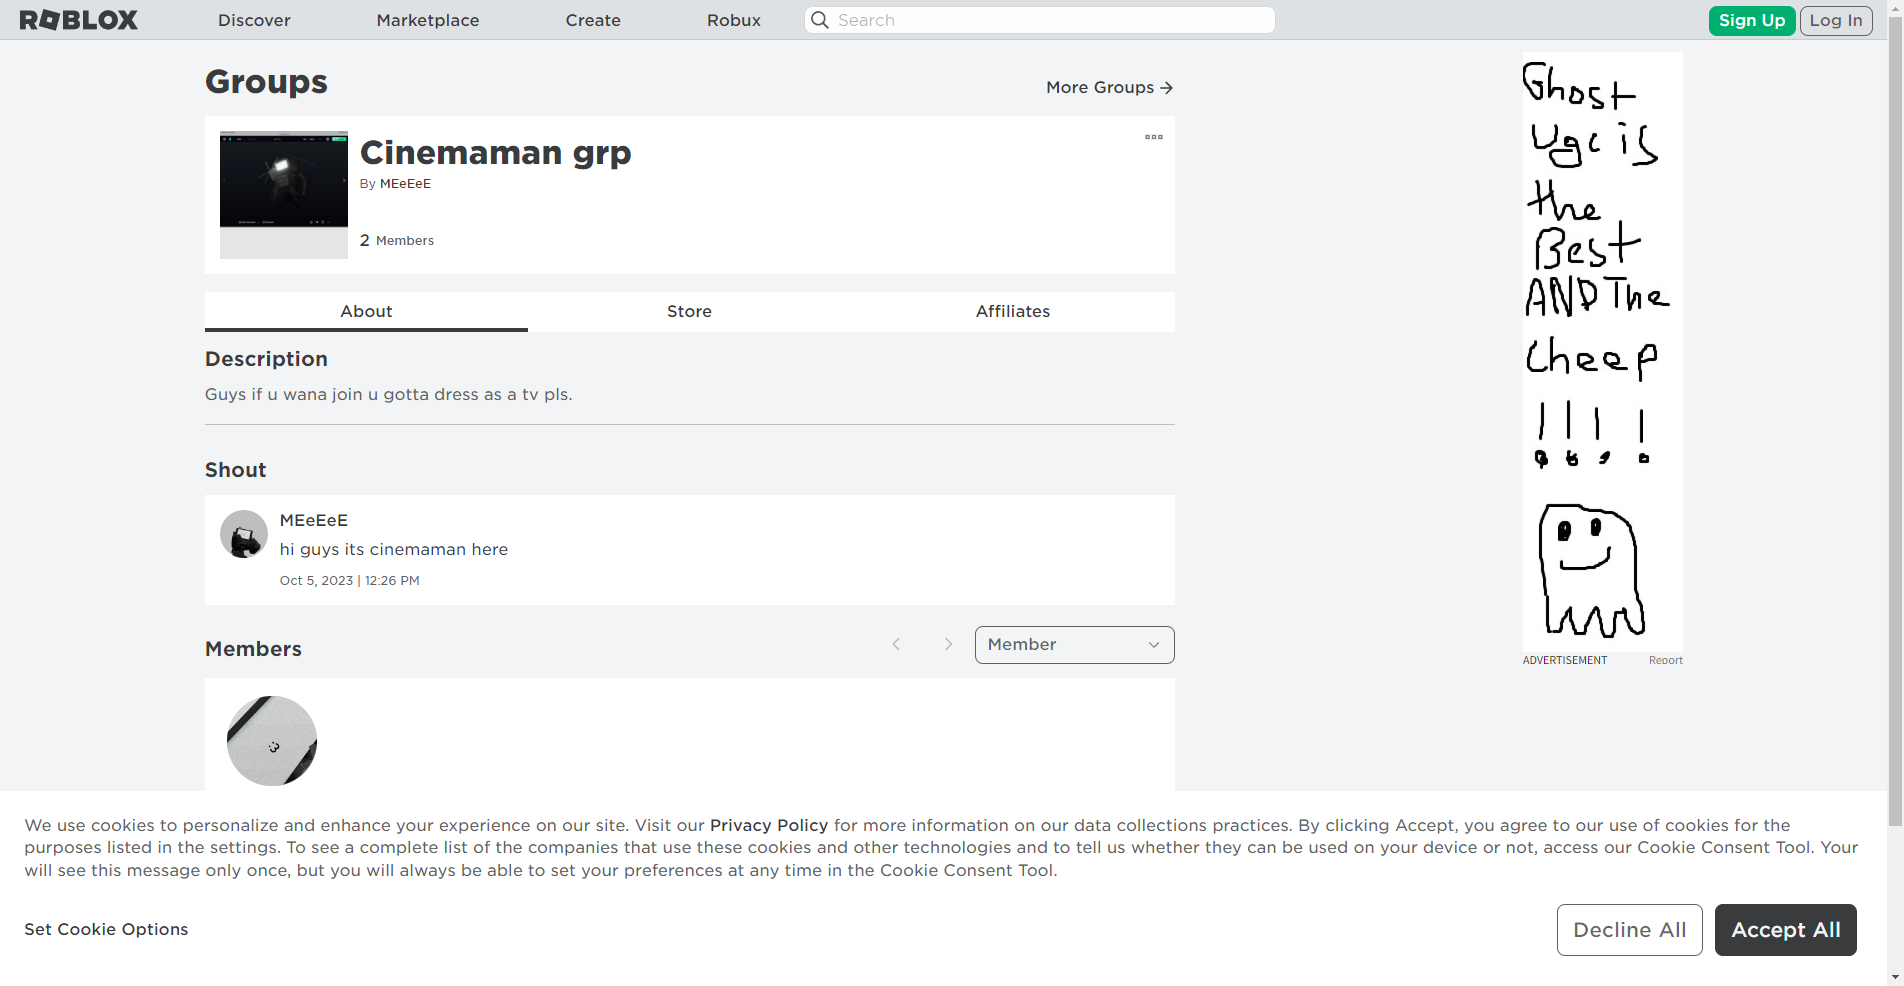 ROBLOX
Discover
Marketplace
Create
Robux
Search
Sign Up
Log In
Groups
More Groups
Cinemaman grp
By MEeEeE
2 Members
About
Store
Affiliates
Description
Guys if u wana join u gotta dress as a tv pls.
Shout
MEeEeE
hi guys its cinemaman here
Oct 5, 2023 | 12:26 PM
Members
Member
:3
Ghost
Ugc is
the
Best
AND The
Cheep
!!! !
ADVERTISEMENT
Report
We use cookies to personalize and enhance your experience on our site. Visit our Privacy Policy for more information on our data collections practices. By clicking Accept, you agree to our use of cookies for the
purposes listed in the settings. To see a complete list of the companies that use these cookies and other technologies and to tell us whether they can be used on your device or not, access our Cookie Consent Tool. Your
will see this message only once, but you will always be able to set your preferences at any time in the Cookie Consent Tool.
Set Cookie Options
Decline All
Accept All